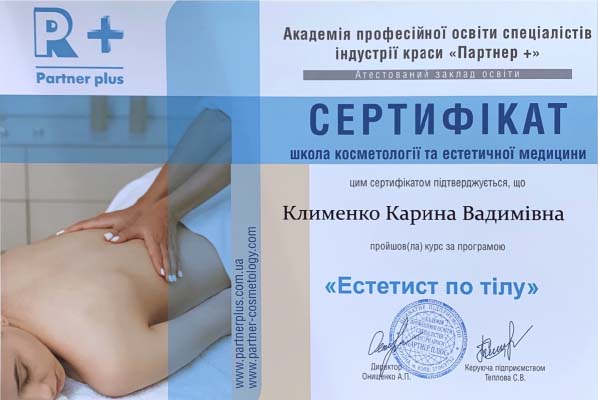 PR +
Partner plus
Академія професійної освіти спеціалістів
індустрії краси «Партнер +»
Атестований заклад освіти
СЕРТИФІКАТ
школа косметології та естетичної медицини
цим сертифікатом підтверджується, що
Клименко Карина Вадимівна
пройшов(ла) курс за програмою
«Естетист по тілу»
www.partnerplus.com.ua
www.partner-cosmetology.com
Директор
Онищенко А.П.
Керуюча підприємством
Теплова С.В.